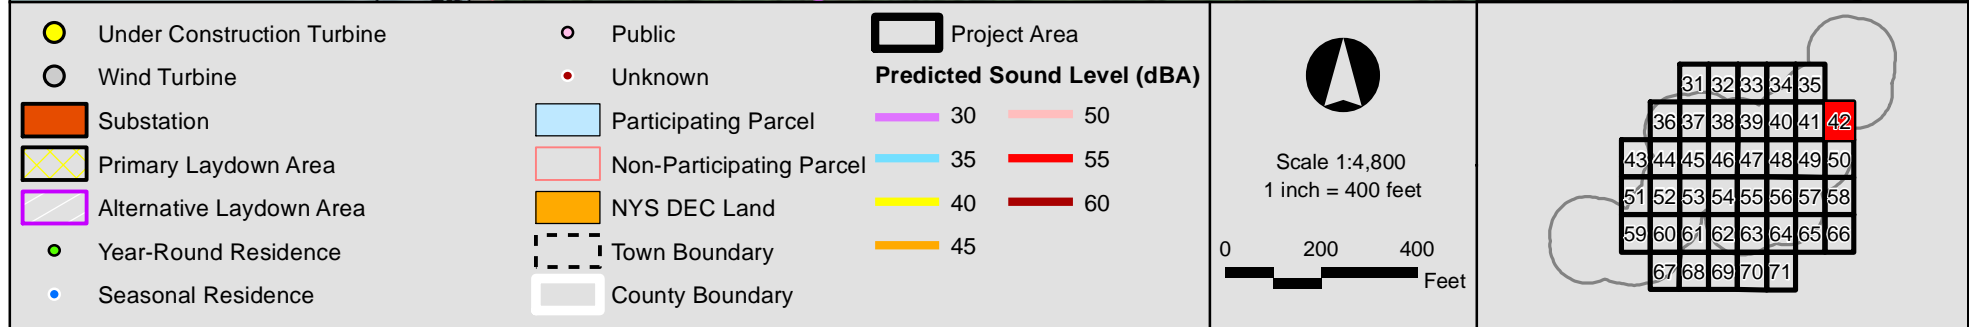 Under Construction Turbine
Wind Turbine
Substation
Primary Laydown Area
Alternative Laydown Area
Year-Round Residence
Seasonal Residence
Public
Unknown
Participating Parcel
Non-Participating Parcel
NYS DEC Land
Town Boundary
County Boundary
Project Area
Predicted Sound Level (dBA)
30 50
35 55
40 60
45
Scale 1:4,800
1 inch = 400 feet
0 200 400
Feet
31 32 33 34 35
36 37 38 39 40 41 42
43 44 45 46 47 48 49 50
51 52 53 54 55 56 57 58
59 60 61 62 63 64 65 66
67 68 69 70 71